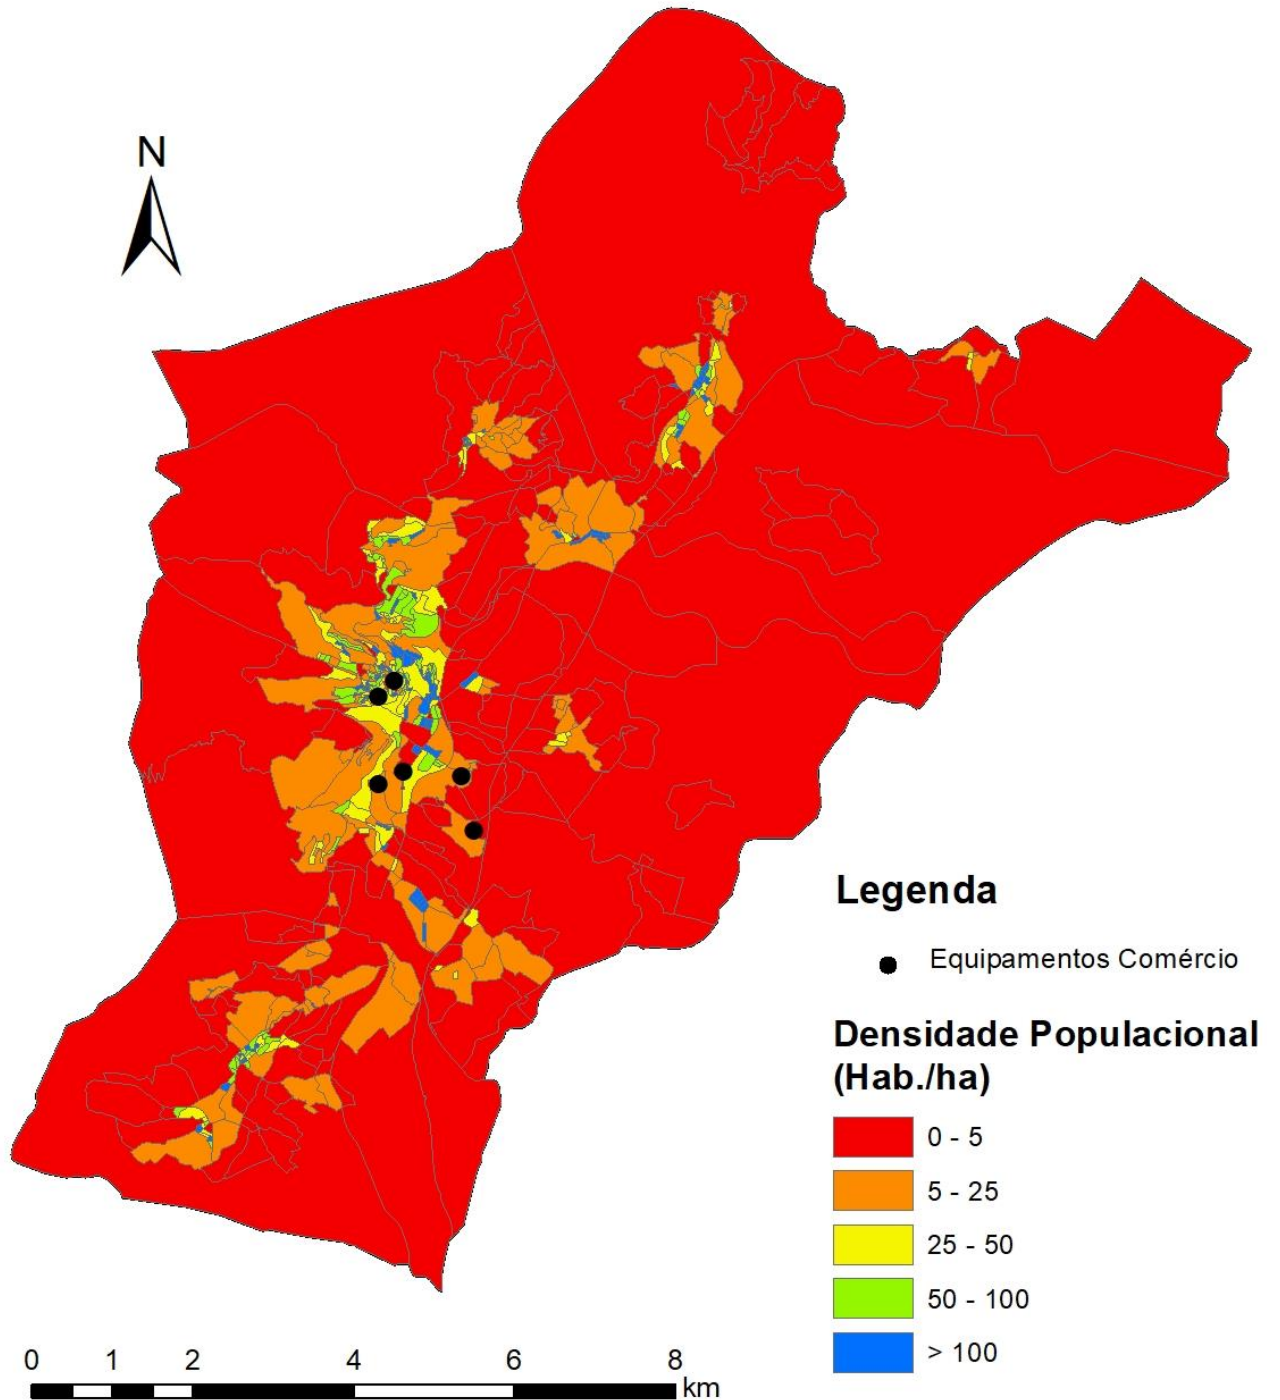 N
Legenda
Equipamentos Comércio
Densidade Populacional
(Hab./ha)
0 - 5
5 - 25
25 - 50
50 - 100
> 100
0 1 2 4 6 8
km